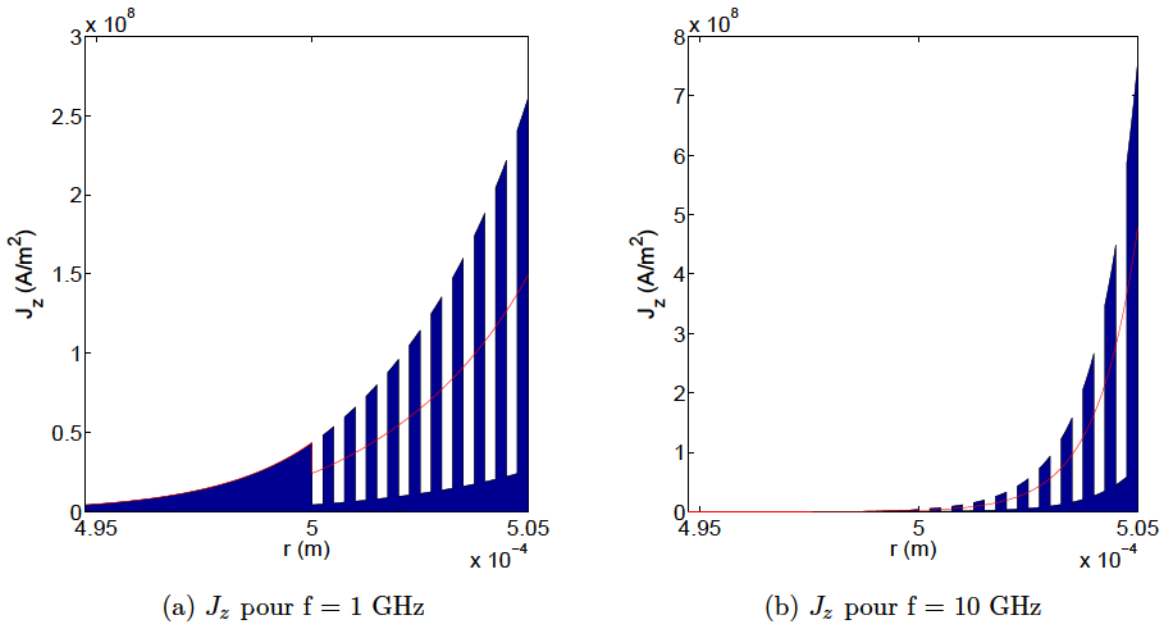 x 10^8
3
2.5
2
1.5
1
0.5
0
J_z (A/m^2)
4.95
5
5.05
r (m)
x 10^-4
(a) J_z pour f = 1 GHz
x 10^8
8
7
6
5
4
3
2
1
0
J_z (A/m^2)
4.95
5
5.05
r (m)
x 10^-4
(b) J_z pour f = 10 GHz